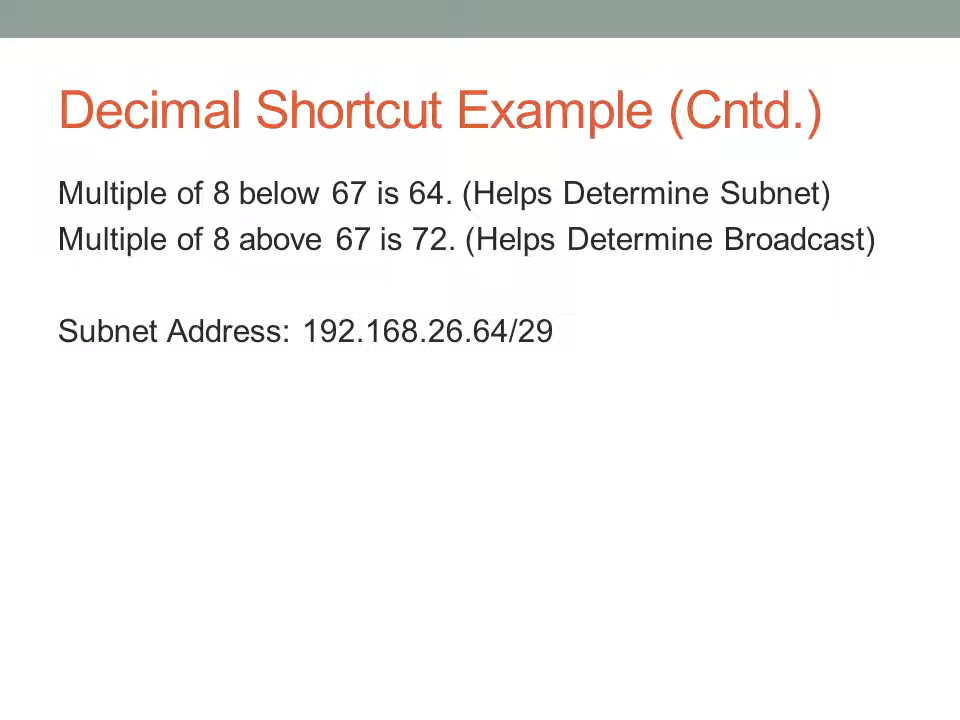 Decimal Shortcut Example (Cntd.)
Multiple of 8 below 67 is 64. (Helps Determine Subnet)
Multiple of 8 above 67 is 72. (Helps Determine Broadcast)
Subnet Address: 192.168.26.64/29